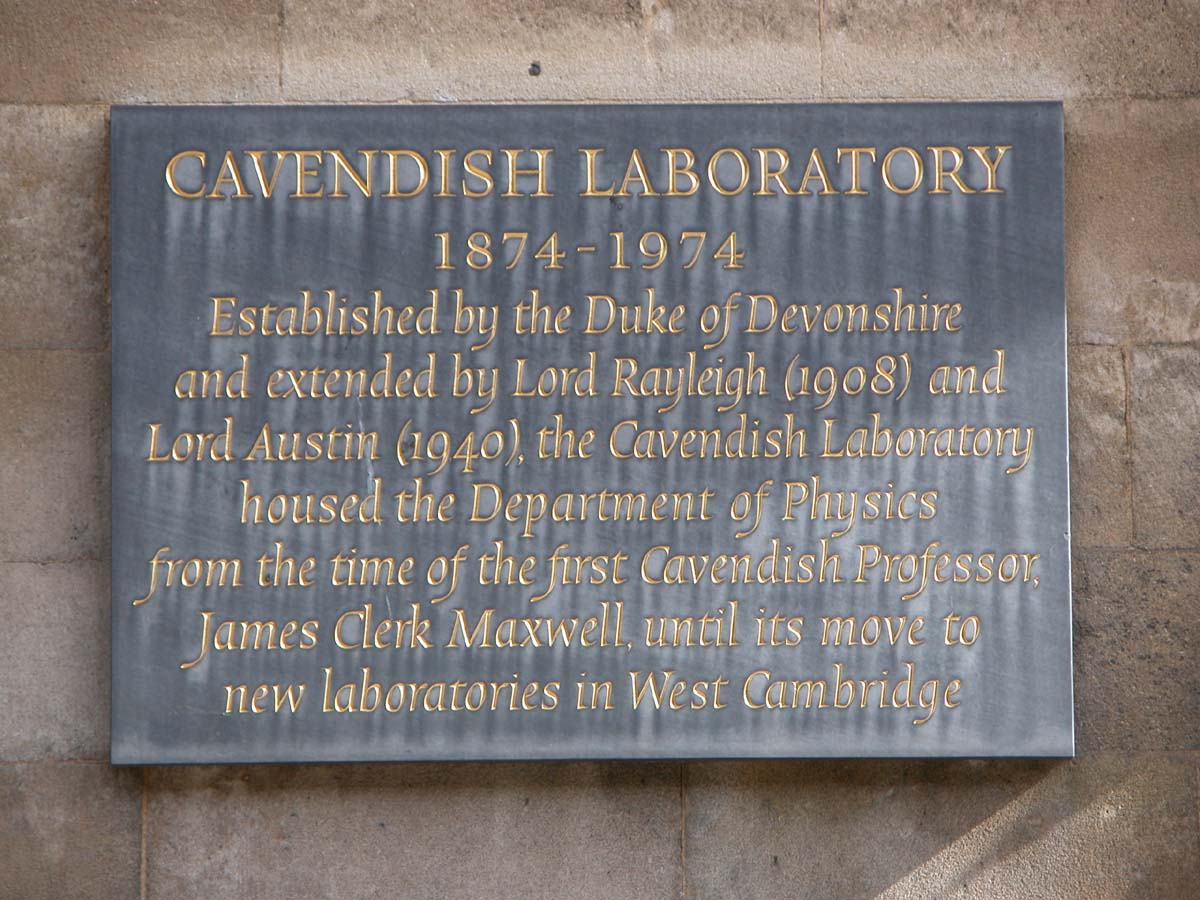 CAVENDISH LABORATORY
1874-1974
Established by the Duke of Devonshire
and extended by Lord Rayleigh (1908) and
Lord Austin (1940), the Cavendish Laboratory
housed the Department of Physics
from the time of the first Cavendish Professor,
James Clerk Maxwell, until its move to
new laboratories in West Cambridge